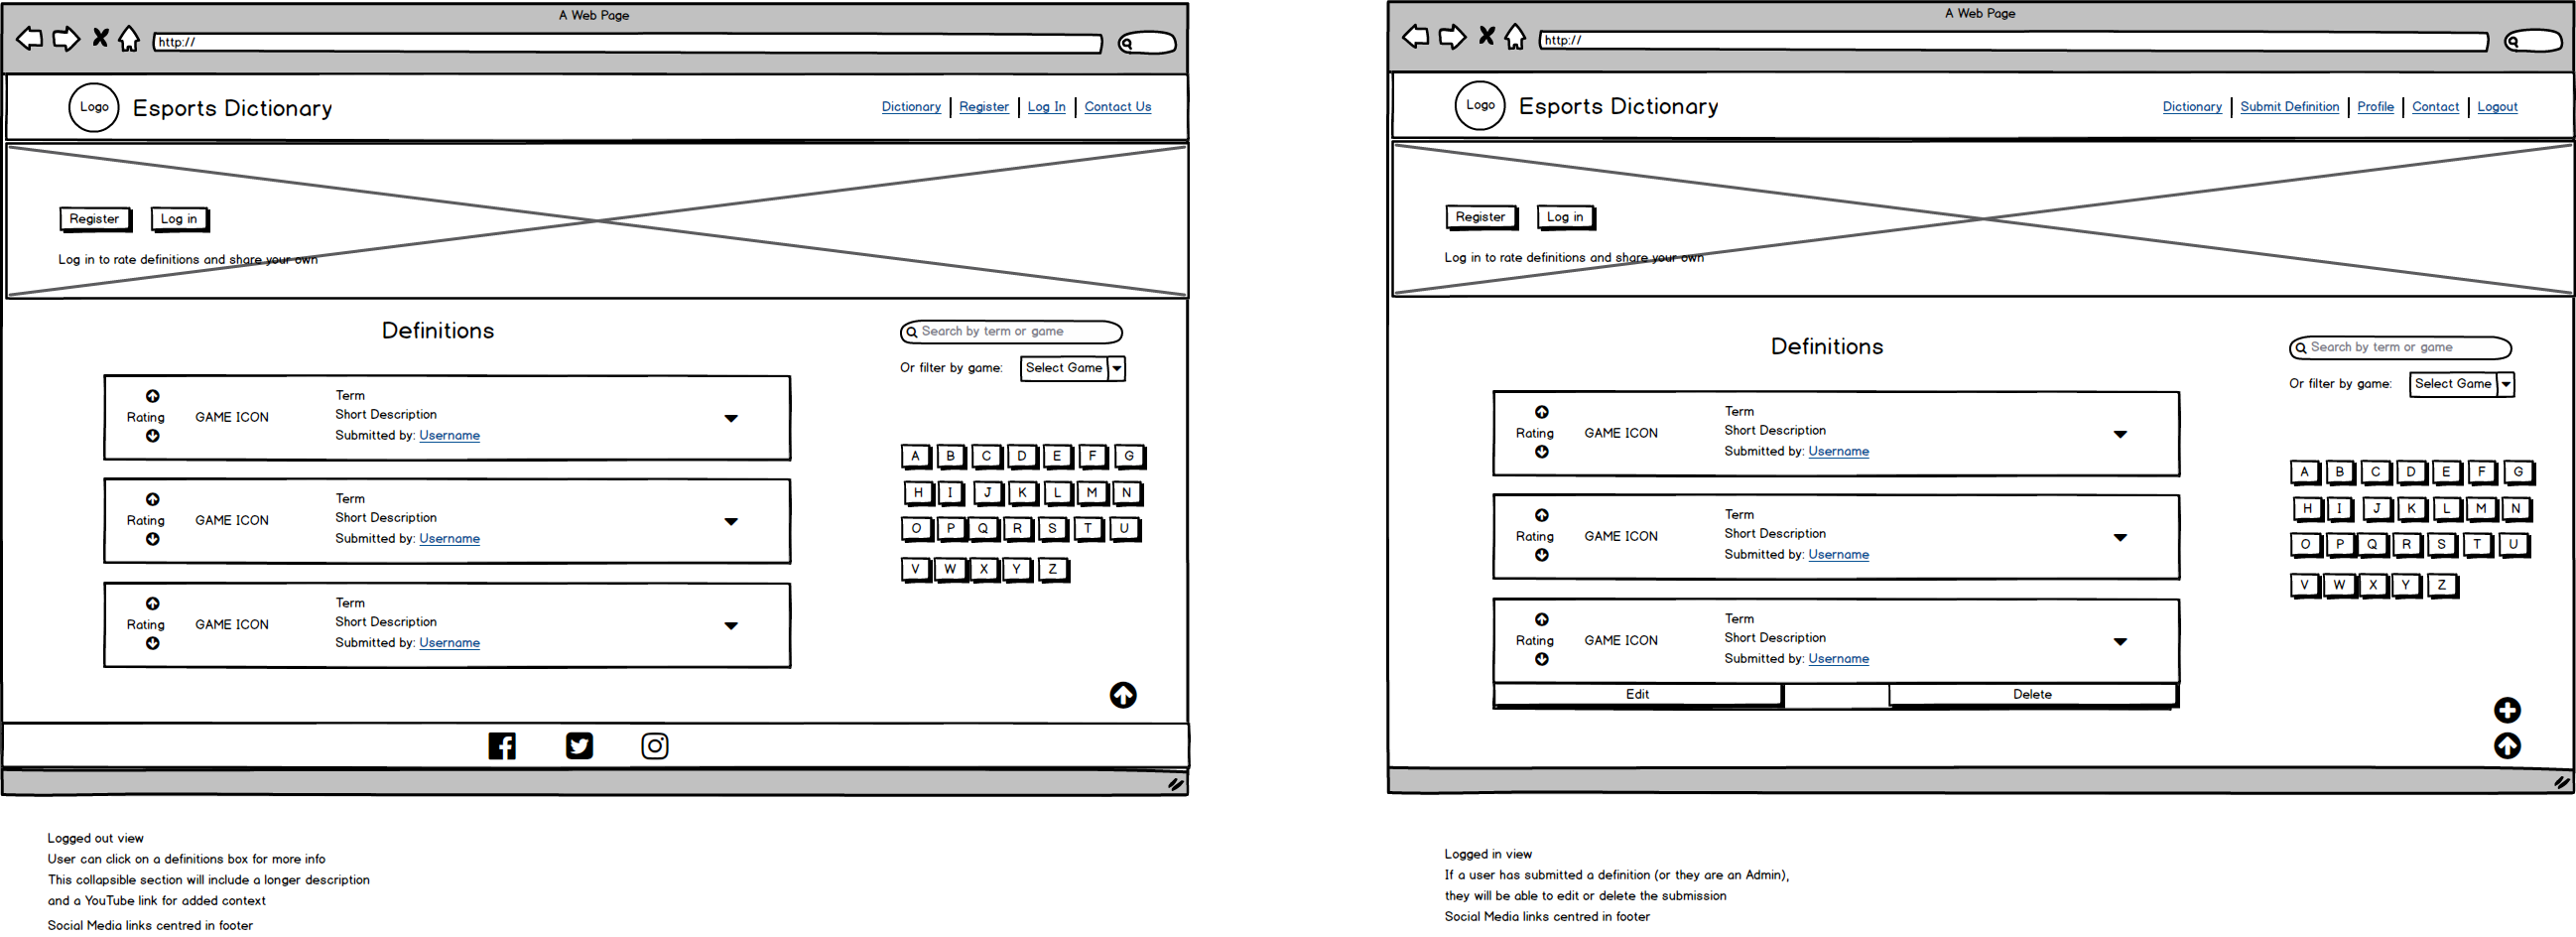 A Web Page
http://
Logo
Esports Dictionary
Dictionary Register Log In Contact Us
Register Log in
Log in to rate definitions and share your own
Definitions
Search by term or game
Or filter by game: Select Game
Term
Short Description
Rating GAME ICON
Submitted by: Username
Term
Short Description
Rating GAME ICON
Submitted by: Username
Term
Short Description
Rating GAME ICON
Submitted by: Username
A B C D E F G
H I J K L M N
O P Q R S T U
V W X Y Z
Logged out view
User can click on a definitions box for more info
This collapsible section will include a longer description
and a YouTube link for added context
Social Media links centred in footer
A Web Page
http://
Logo
Esports Dictionary
Dictionary Submit Definition Profile Contact Logout
Register Log in
Log in to rate definitions and share your own
Definitions
Search by term or game
Or filter by game: Select Game
Term
Short Description
Rating GAME ICON
Submitted by: Username
Term
Short Description
Rating GAME ICON
Submitted by: Username
Term
Short Description
Rating GAME ICON
Submitted by: Username
Edit Delete
A B C D E F G
H I J K L M N
O P Q R S T U
V W X Y Z
Logged in view
If a user has submitted a definition (or they are an Admin),
they will be able to edit or delete the submission
Social Media links centred in footer